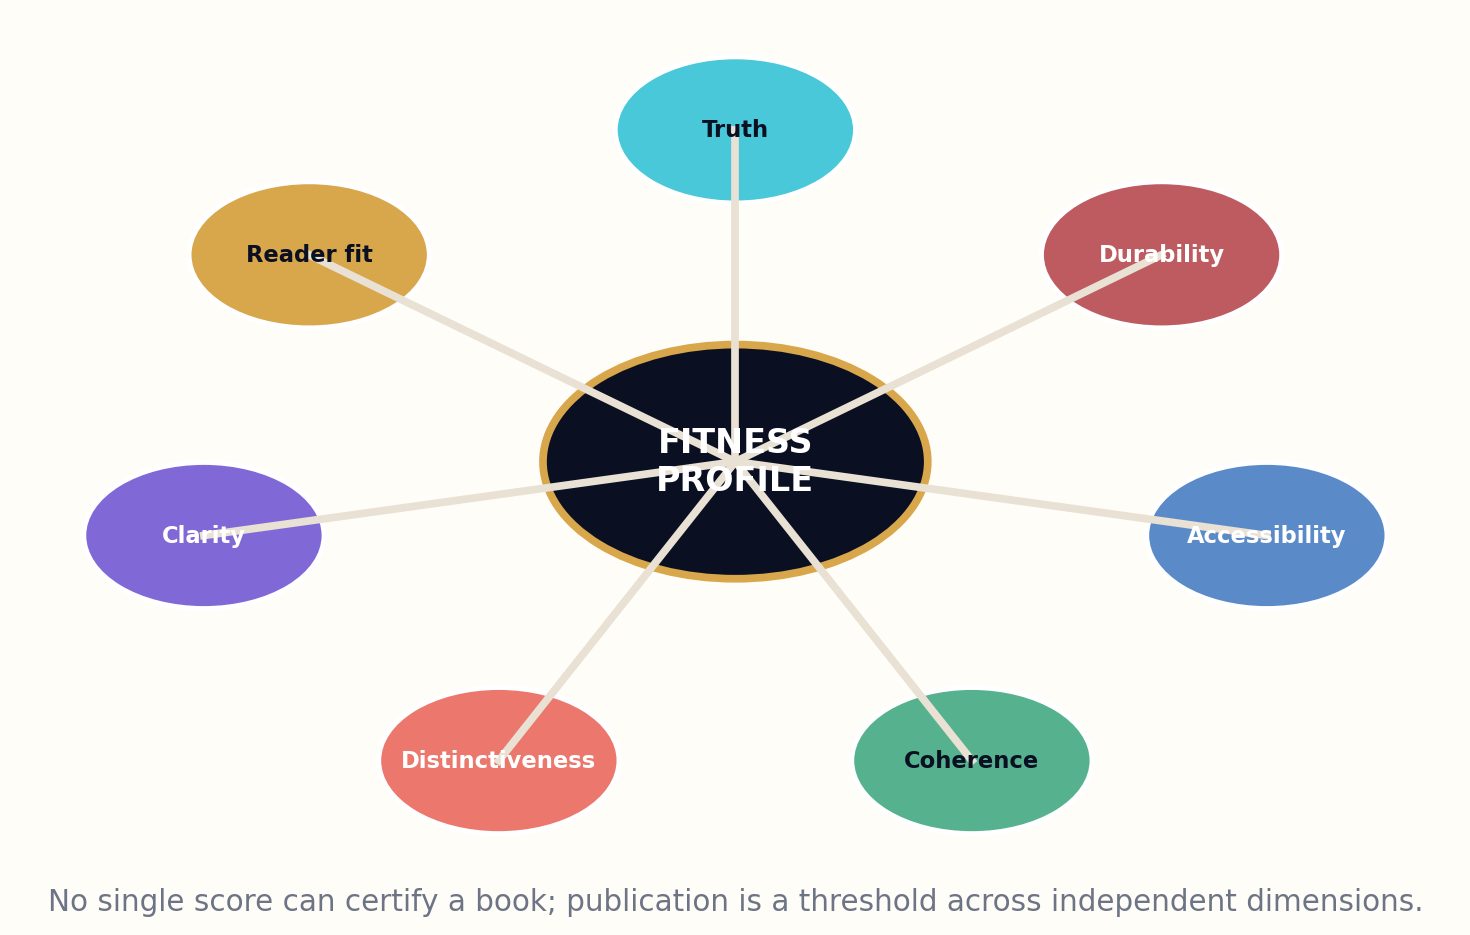 Truth
Reader fit
Durability
FITNESS
PROFILE
Clarity
Accessibility
Distinctiveness
Coherence
No single score can certify a book; publication is a threshold across independent dimensions.